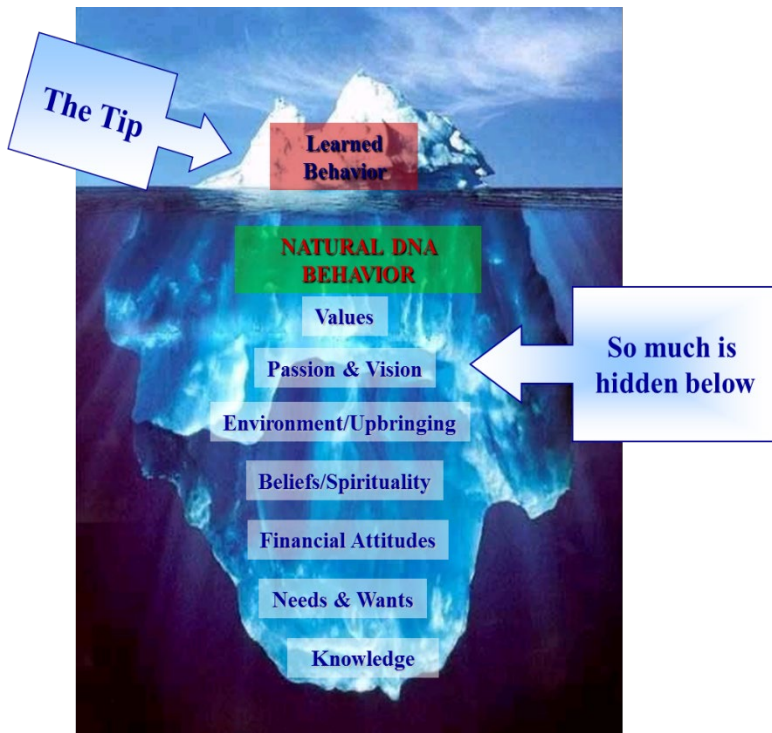 The Tip
Learned
Behavior
NATURAL DNA
BEHAVIOR
Values
So much is
hidden below
Passion & Vision
Environment/Upbringing
Beliefs/Spirituality
Financial Attitudes
Needs & Wants
Knowledge